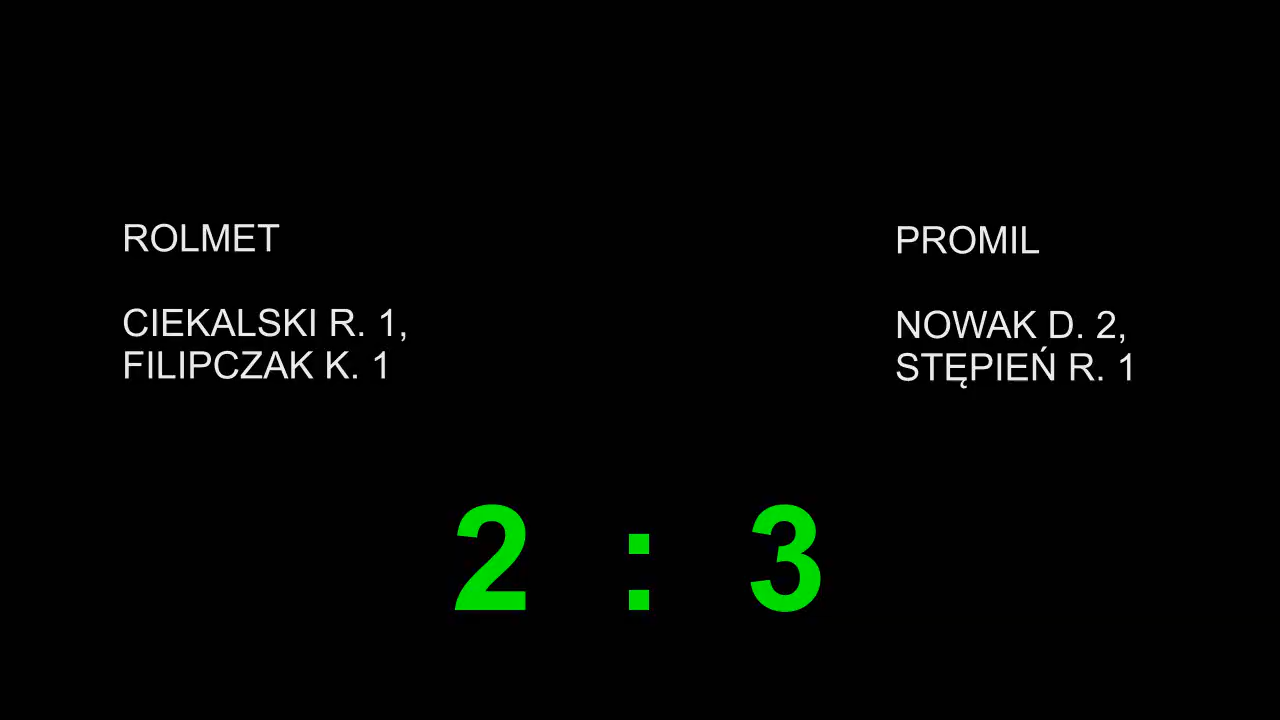 ROLMET
CIEKALSKI R. 1,
FILIPCZAK K. 1
PROMIL
NOWAK D. 2,
STĘPIEŃ R. 1
2 : 3